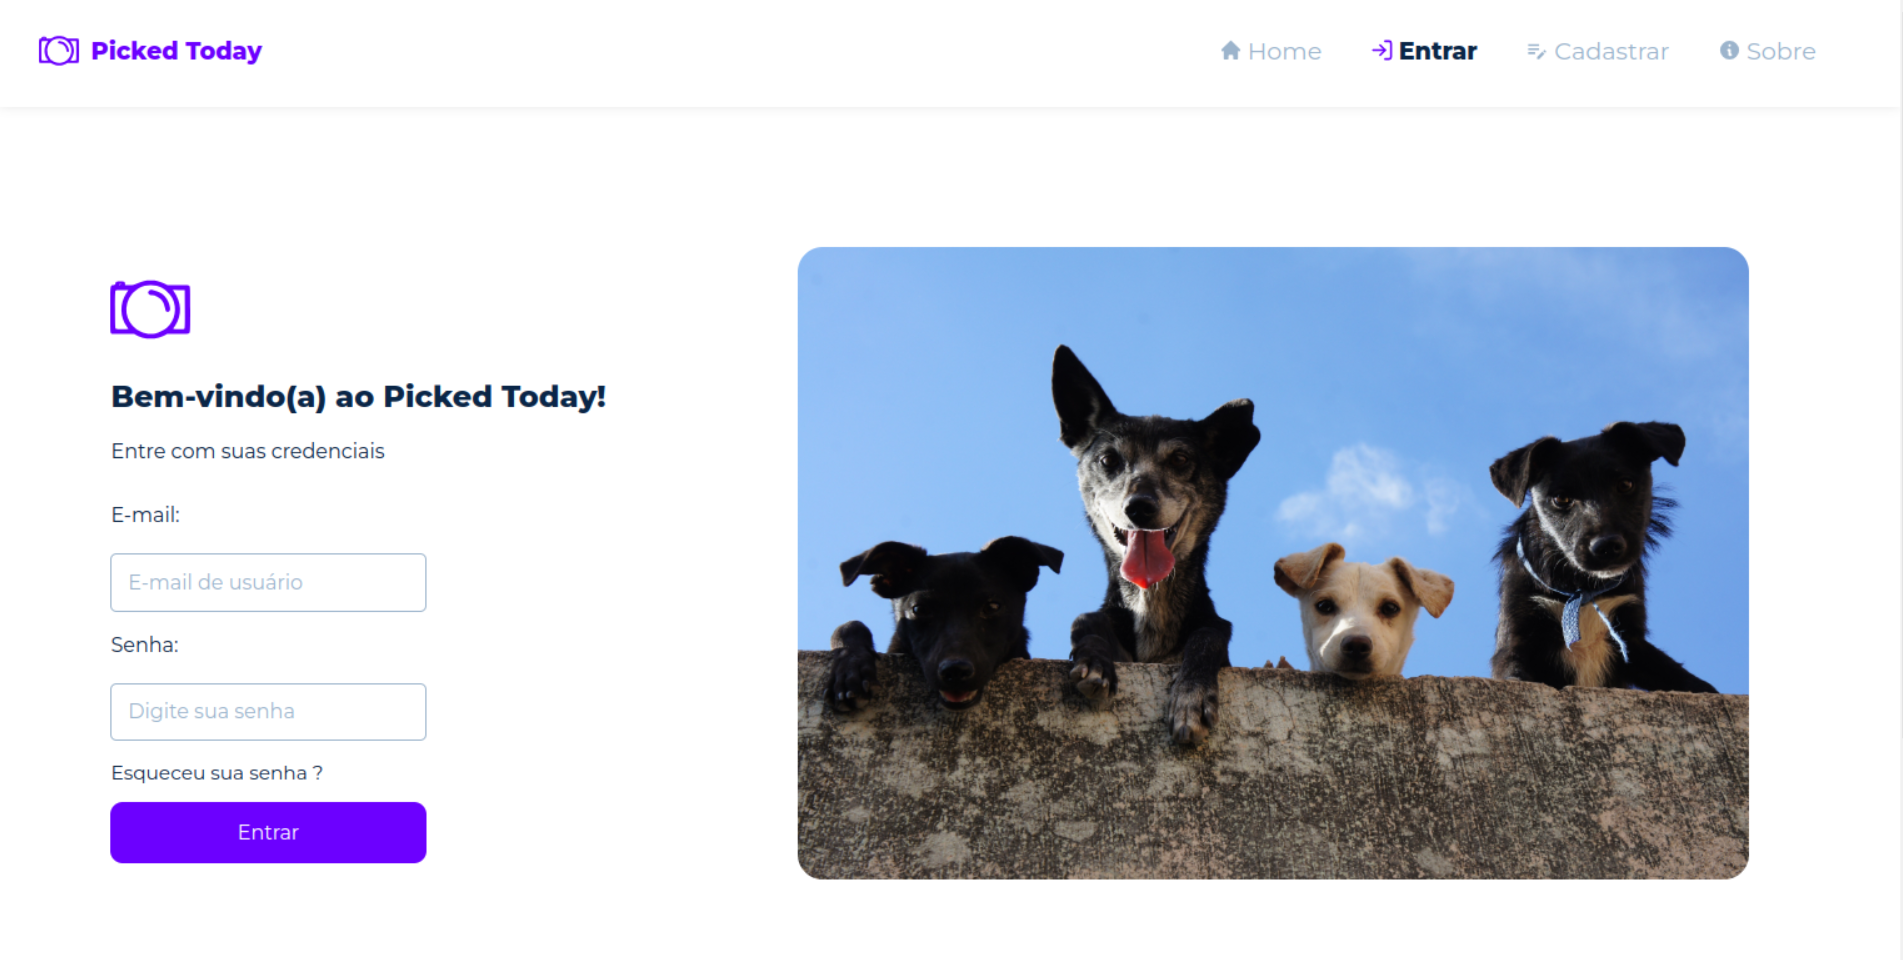 Picked Today
Home
Entrar
Cadastrar
Sobre
Bem-vindo(a) ao Picked Today!
Entre com suas credenciais
E-mail:
E-mail de usuário
Senha:
Digite sua senha
Esqueceu sua senha ?
Entrar